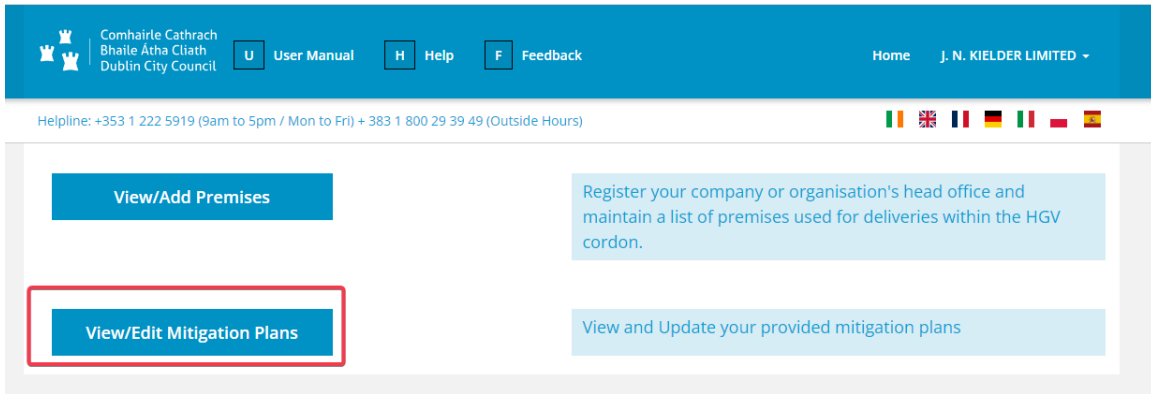 Comhairle Cathrach
Bhaile Átha Cliath
Dublin City Council
U User Manual
H Help
F Feedback
Home
J. N. KIELDER LIMITED
Helpline: +353 1 222 5919 (9am to 5pm / Mon to Fri) + 383 1 800 29 39 49 (Outside Hours)
View/Add Premises
Register your company or organisation's head office and
maintain a list of premises used for deliveries within the HGV
cordon.
View/Edit Mitigation Plans
View and Update your provided mitigation plans